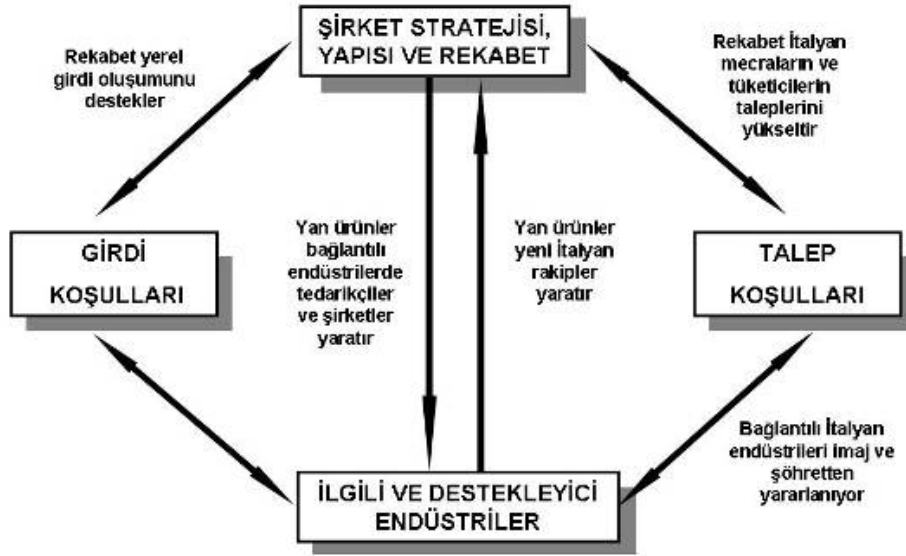 ŞİRKET STRATEJİSİ,
YAPISI VE REKABET
Rekabet yerel
girdi oluşumunu
destekler
Rekabet İtalyan
mecraların ve
tüketicilerin
taleplerini
yükseltir
GİRDİ
KOŞULLARI
Yan ürünler
bağlantılı
endüstrilerde
tedarikçiler
ve şirketler
yaratır
Yan ürünler
yeni İtalyan
rakipler
yaratır
TALEP
KOŞULLARI
Bağlantılı İtalyan
endüstrileri imaj ve
şöhretten
yararlanıyor
İLGİLİ VE DESTEKLEYİCİ
ENDÜSTRİLER